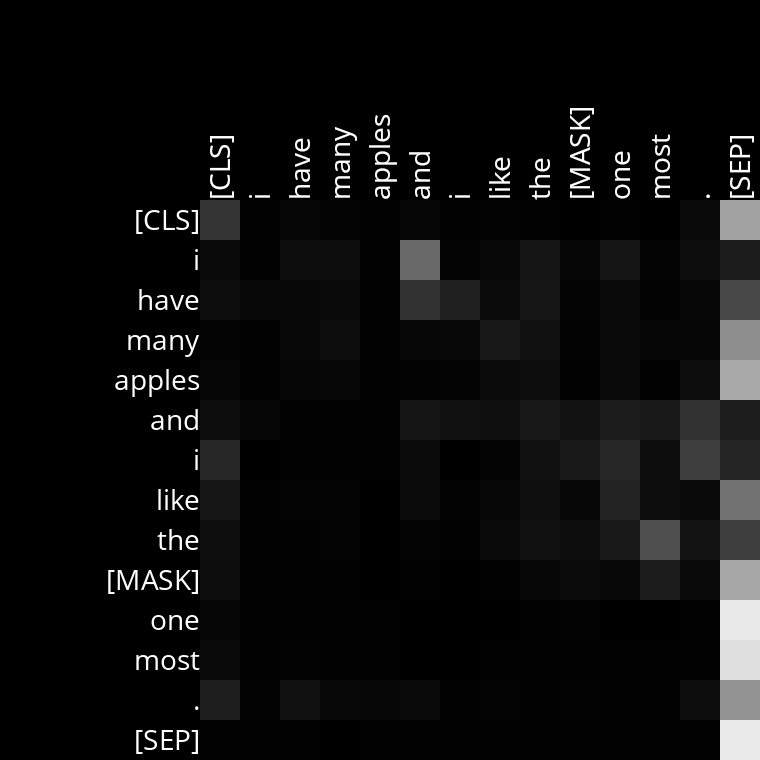 [CLS] i have many apples and i like the [MASK] one most . [SEP]
[CLS]
i
have
many
apples
and
i
like
the
[MASK]
one
most
.
[SEP]